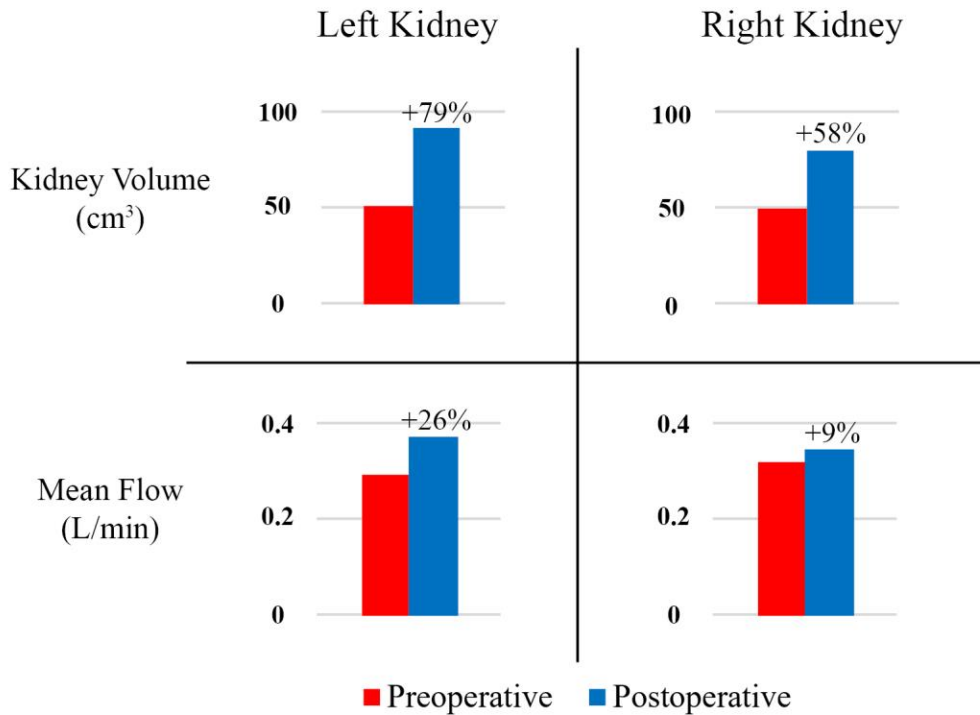 Left Kidney
Right Kidney
Kidney Volume
(cm³)
100
50
0
+79%
100
50
0
+58%
Mean Flow
(L/min)
0.4
0.2
0
+26%
0.4
0.2
0
+9%
Preoperative
Postoperative